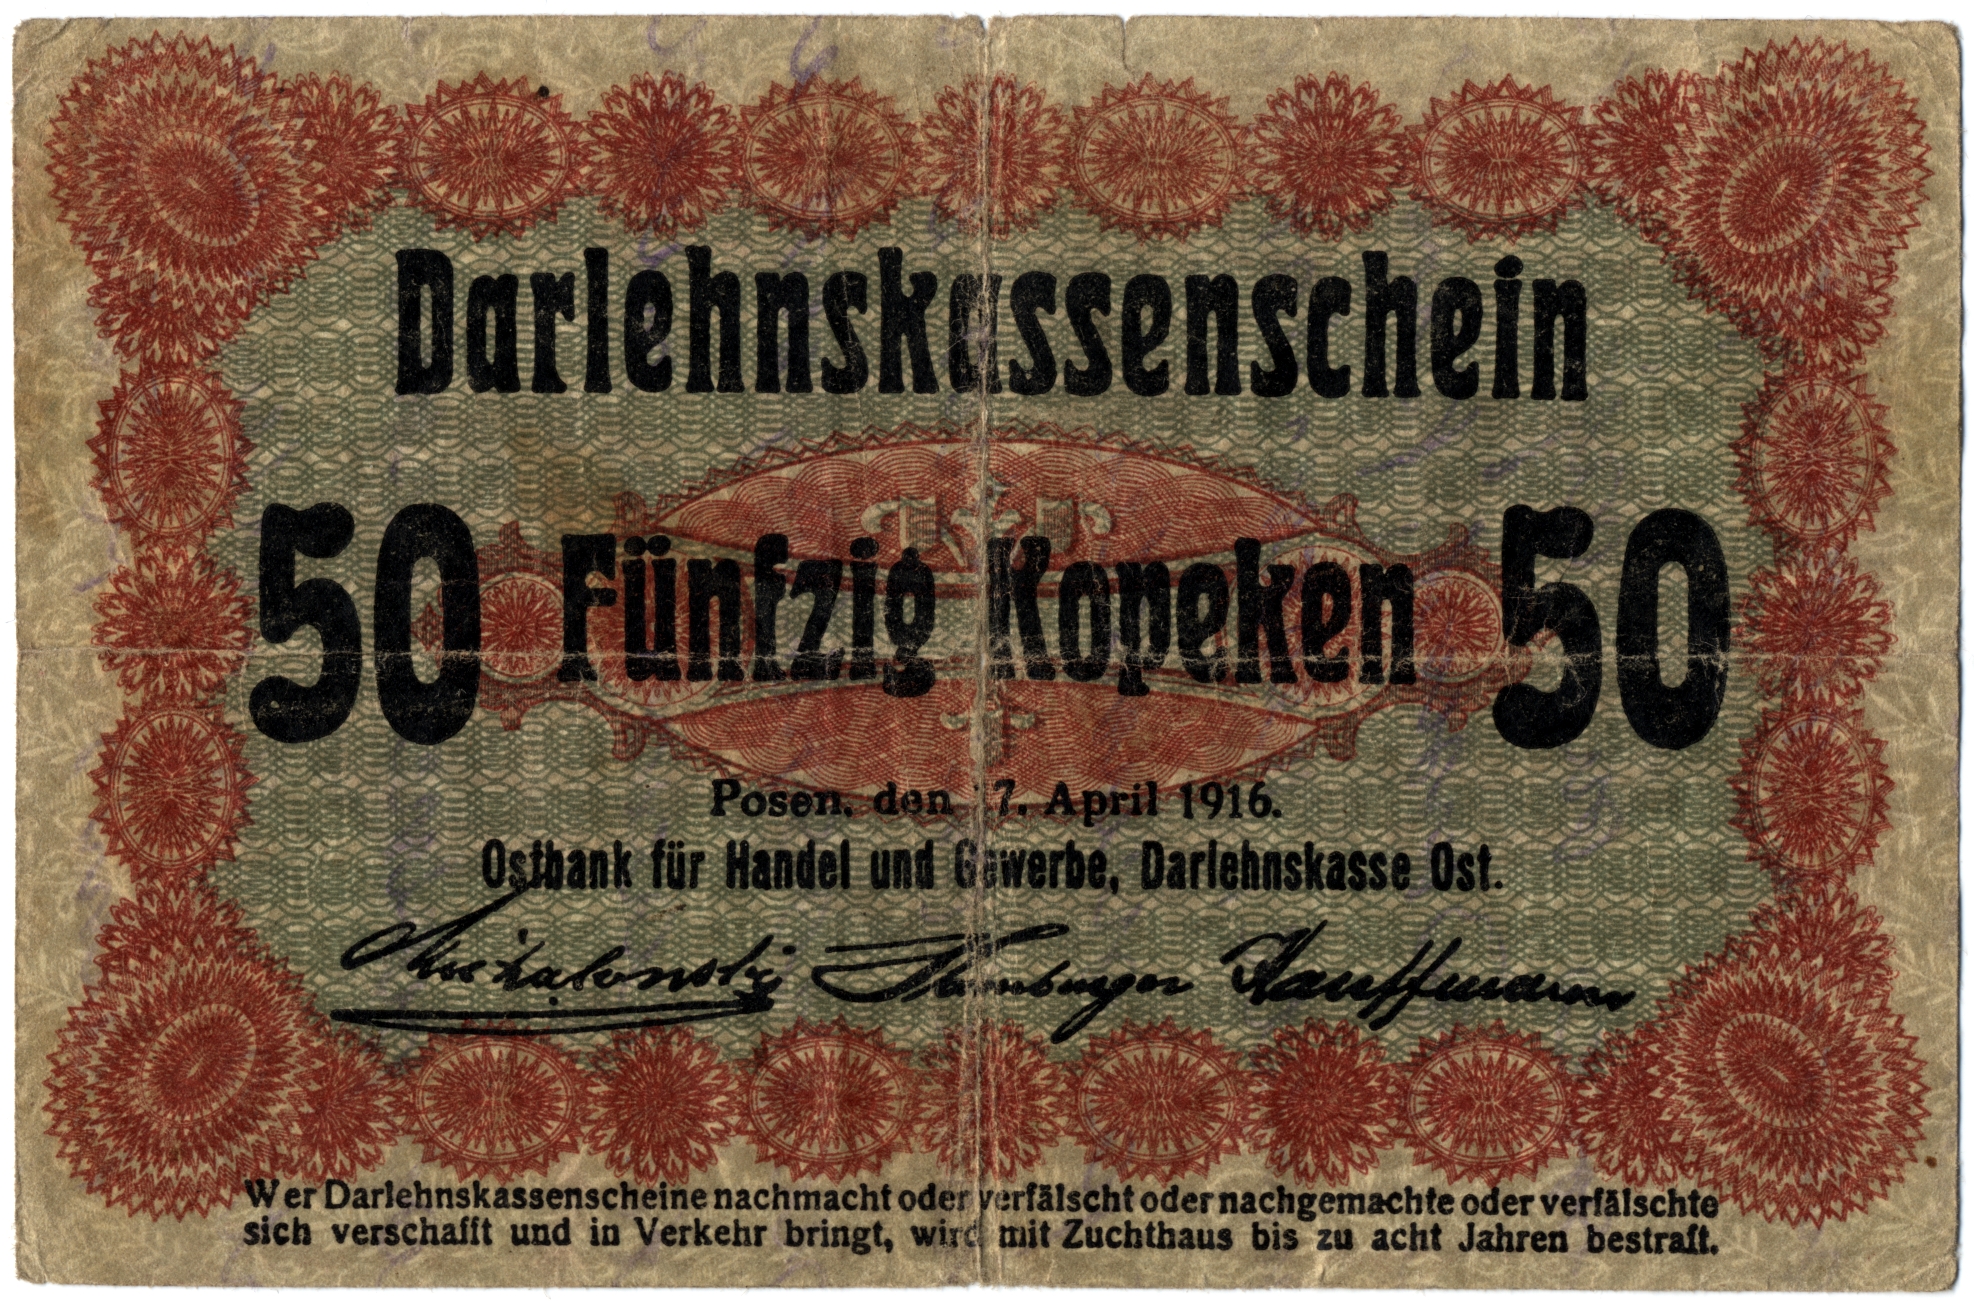 Darlehnskassenschein
50 Fünfzig Kopeken 50
Posen, den 17. April 1916.
Ostbank für Handel und Gewerbe, Darlehnskasse Ost.
Kauffmann
Wer Darlehnskassenscheine nachmacht oder verfälscht oder nachgemachte oder verfälschte
sich verschafft und in Verkehr bringt, wird mit Zuchthaus bis zu acht Jahren bestraft.